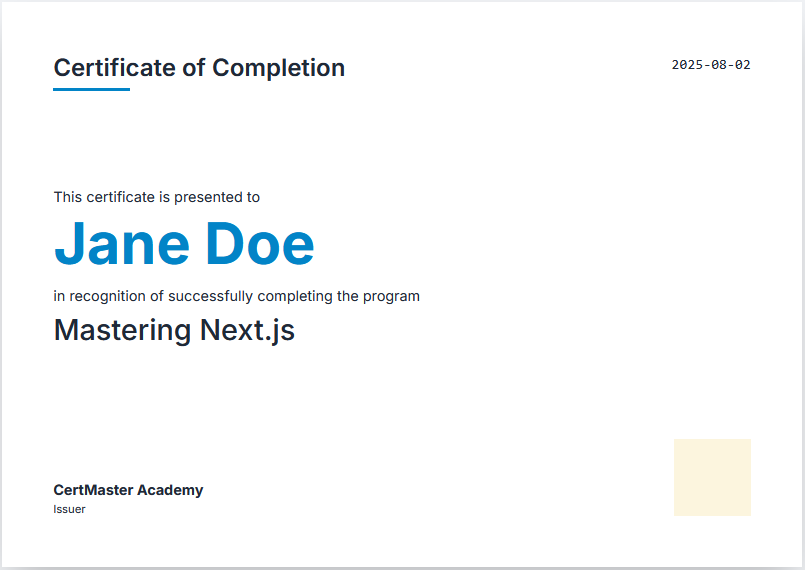 Certificate of Completion
2025-08-02
This certificate is presented to
Jane Doe
in recognition of successfully completing the program
Mastering Next.js
CertMaster Academy
Issuer